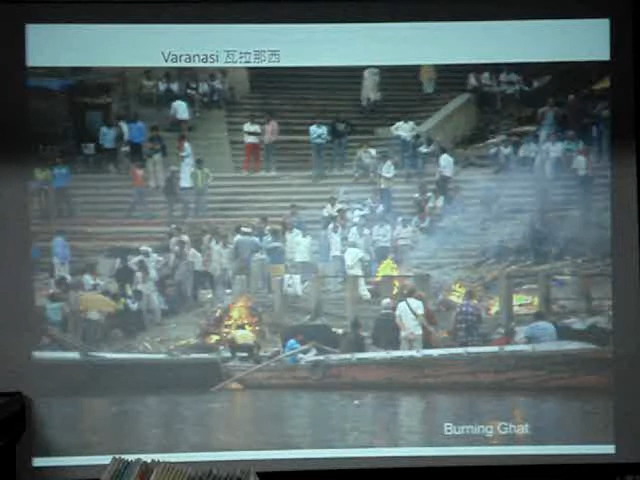 Varanasi 瓦拉那西
Burning Ghat